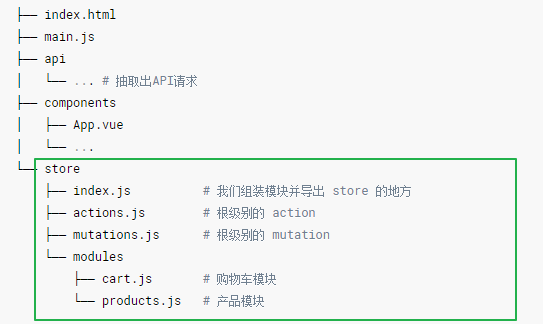 ├── index.html
├── main.js
├── api
│   └── ... # 抽取出API请求
├── components
│   ├── App.vue
│   └── ...
└── store
    ├── index.js          # 我们组装模块并导出 store 的地方
    ├── actions.js        # 根级别的 action
    ├── mutations.js      # 根级别的 mutation
    └── modules
        ├── cart.js       # 购物车模块
        └── products.js   # 产品模块